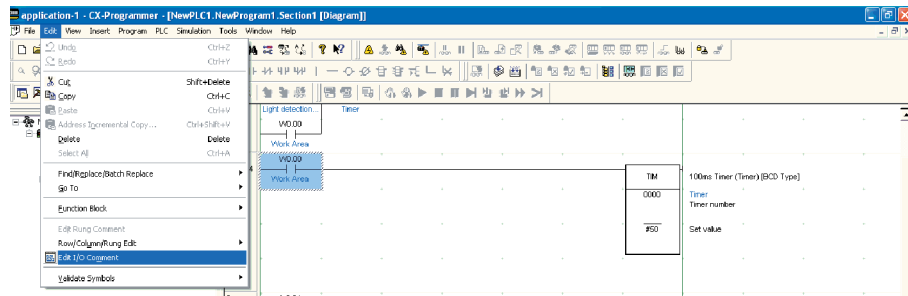 application-1 - CX-Programmer - [NewPLC1.NewProgram1.Section1 [Diagram]]
File Edit View Insert Program PLC Simulation Tools Window Help
Undo Ctrl+Z
Redo Ctrl+Y
Cut Shift+Delete
Copy Ctrl+C
Paste Ctrl+V
Address Incremental Copy... Ctrl+Shift+V
Delete Delete
Select All Ctrl+A
Find/Replace/Batch Replace
Go To
Function Block
Edit Rung Comment
Row/Column/Rung Edit
Edit I/O Comment
Validate Symbols
Light detection... Timer
W0.00
Work Area
W0.00
Work Area
TIM 100ms Timer (Timer) [BCD Type]
0000 Timer
Timer number
#50 Set value